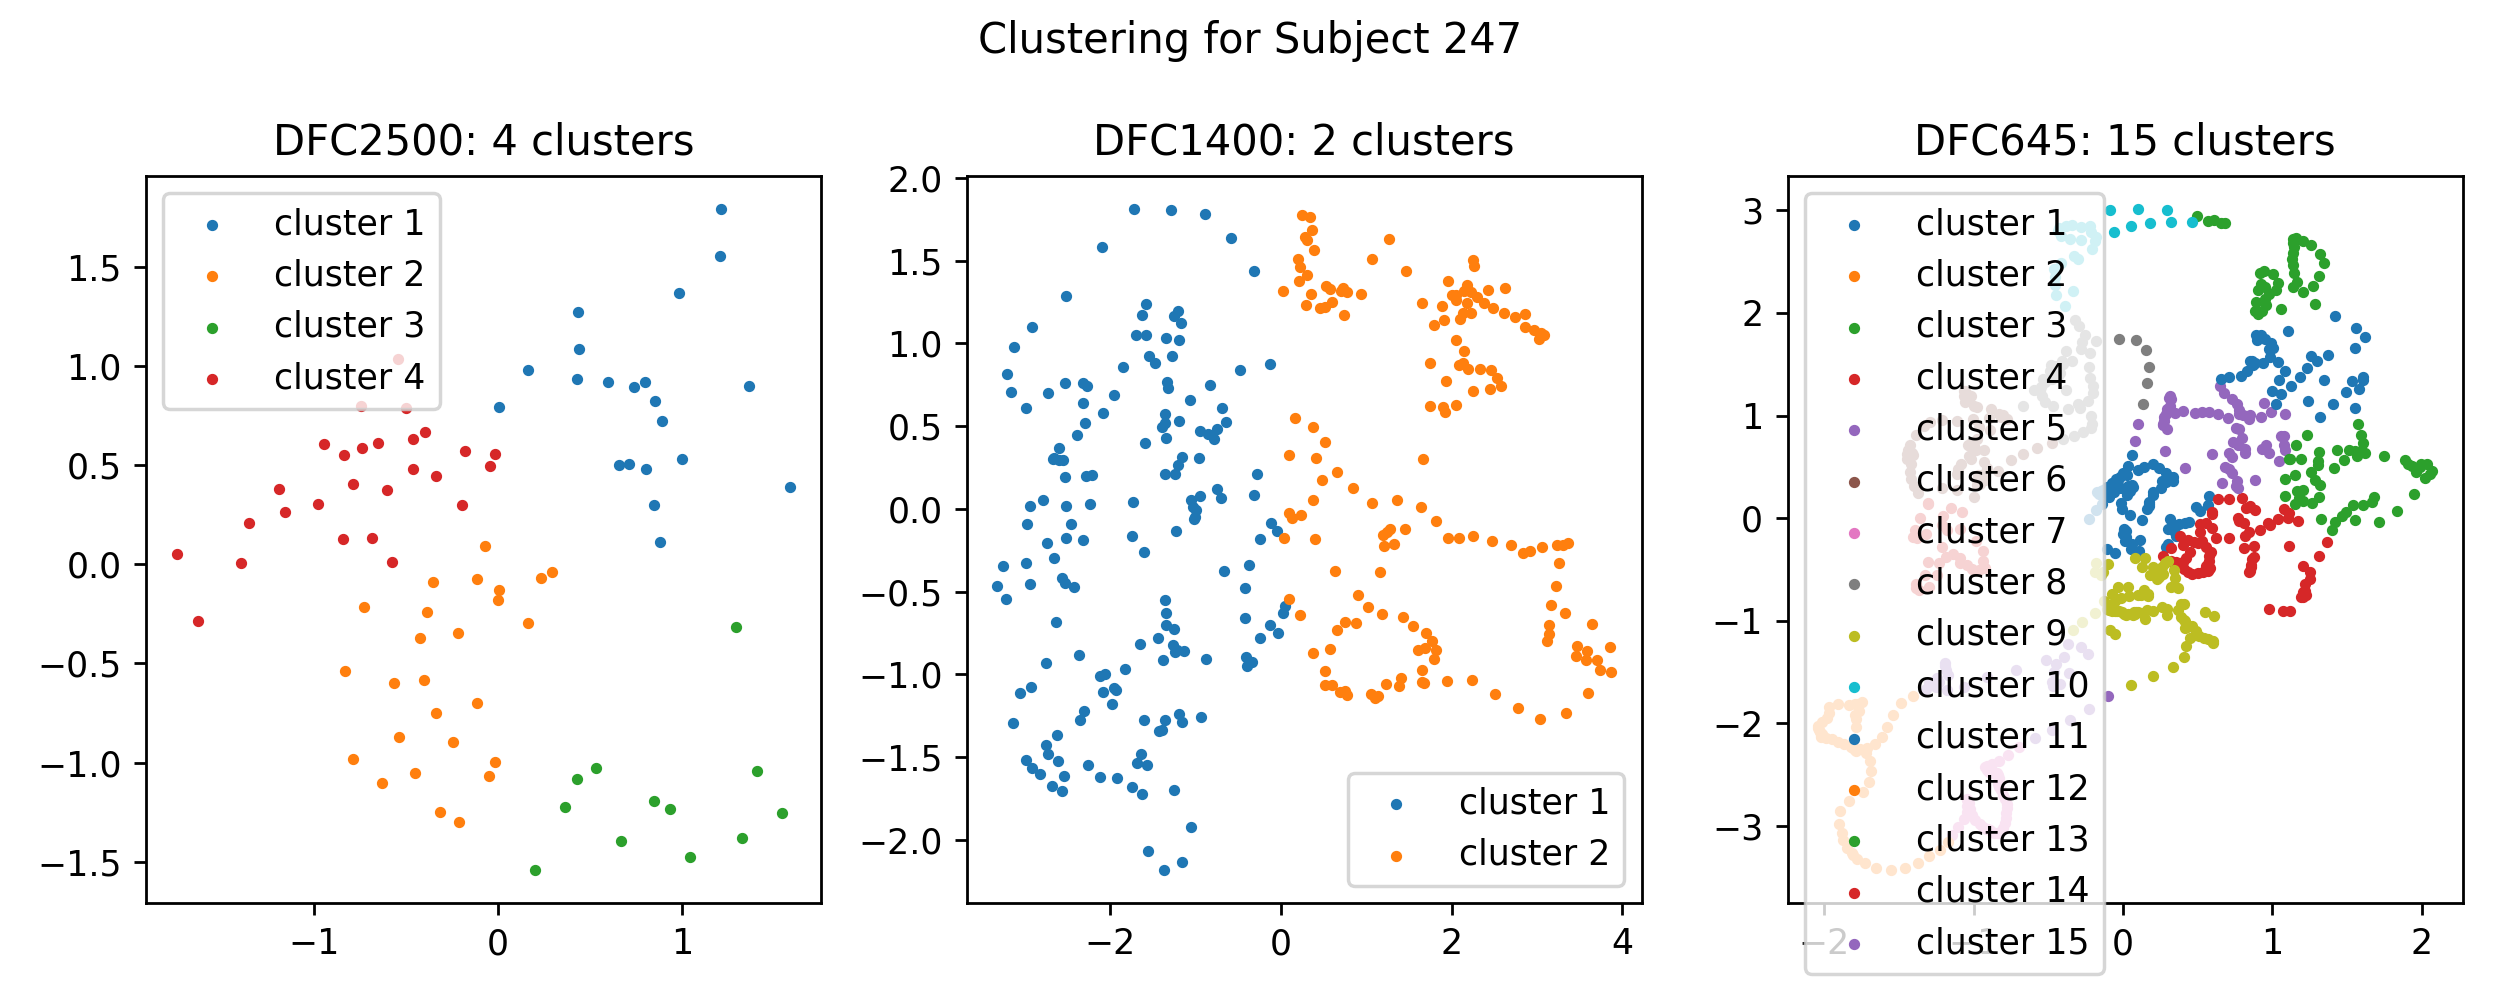 Clustering for Subject 247
DFC2500: 4 clusters
cluster 1
cluster 2
cluster 3
cluster 4
1.5
1.0
0.5
0.0
−0.5
−1.0
−1.5
−1
0
1
DFC1400: 2 clusters
2.0
1.5
1.0
0.5
0.0
−0.5
−1.0
−1.5
−2.0
cluster 1
cluster 2
−2
0
2
4
DFC645: 15 clusters
3
2
1
0
−1
−2
−3
cluster 1
cluster 2
cluster 3
cluster 4
cluster 5
cluster 6
cluster 7
cluster 8
cluster 9
cluster 10
cluster 11
cluster 12
cluster 13
cluster 14
cluster 15
−2
0
1
2